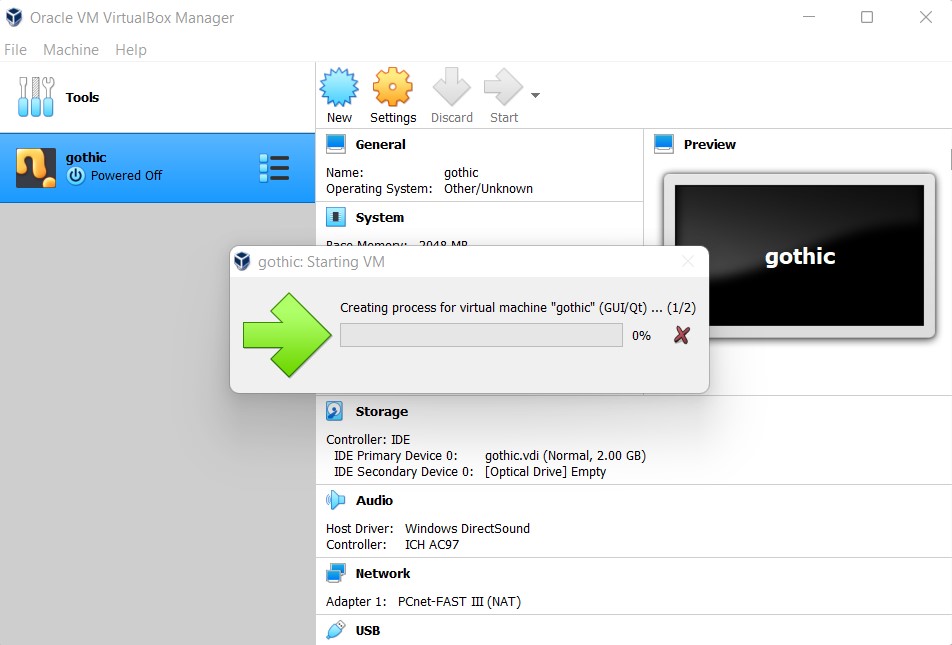 Oracle VM VirtualBox Manager
File Machine Help
Tools
New Settings Discard Start
gothic
Powered Off
General
Name: gothic
Operating System: Other/Unknown
System
Base Memory: 2048 MB
Preview
gothic
gothic: Starting VM
Creating process for virtual machine "gothic" (GUI/Qt) ... (1/2)
0%
Storage
Controller: IDE
IDE Primary Device 0: gothic.vdi (Normal, 2.00 GB)
IDE Secondary Device 0: [Optical Drive] Empty
Audio
Host Driver: Windows DirectSound
Controller: ICH AC97
Network
Adapter 1: PCnet-FAST III (NAT)
USB